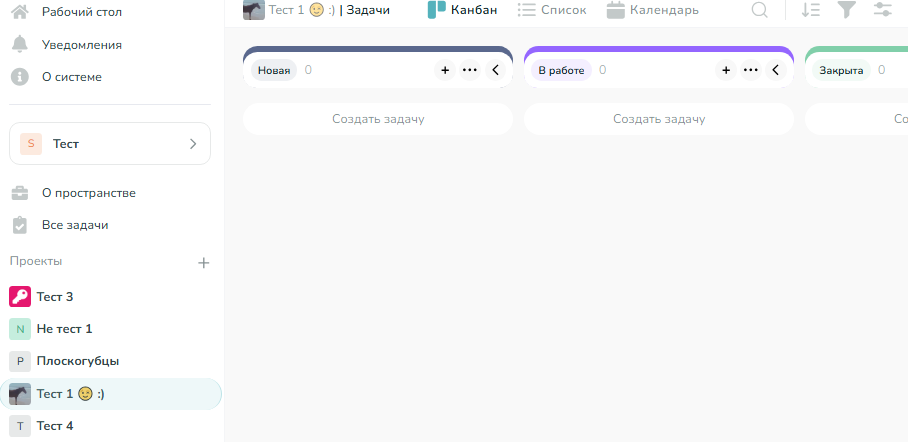 Рабочий стол
Уведомления
О системе
S Тест
О пространстве
Все задачи
Проекты
Тест 3
N Не тест 1
P Плоскогубцы
Тест 1 😉 :)
T Тест 4
Тест 1 😉 :) | Задачи Канбан Список Календарь
Новая 0
В работе 0
Закрыта 0
Создать задачу
Создать задачу
Со